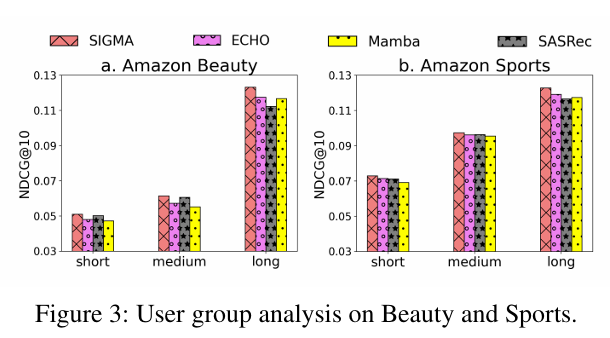 SIGMA ECHO Mamba SASRec
a. Amazon Beauty b. Amazon Sports
NDCG@10
0.13
0.11
0.09
0.07
0.05
0.03
short medium long
NDCG@10
0.13
0.11
0.09
0.07
0.05
0.03
short medium long
Figure 3: User group analysis on Beauty and Sports.